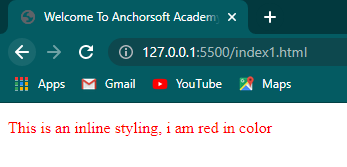 Welcome To Anchorsoft Academy
127.0.0.1:5500/index1.html
Apps Gmail YouTube Maps
This is an inline styling, i am red in color